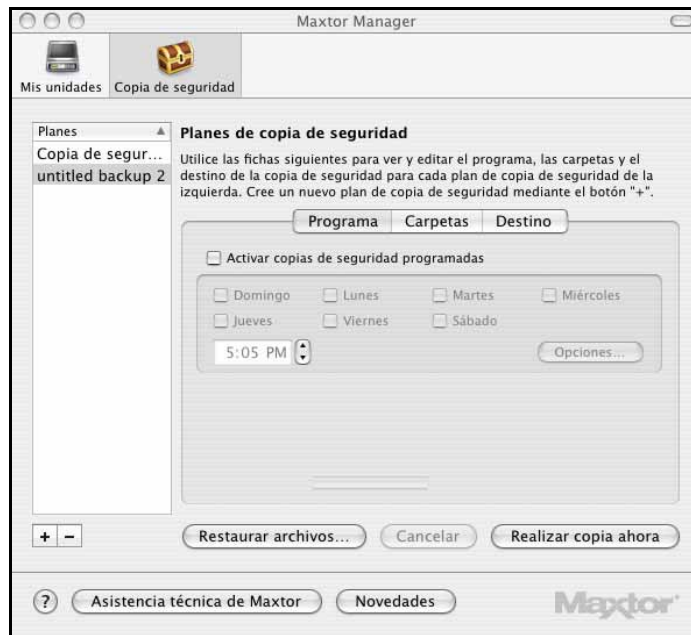 Maxtor Manager
Mis unidades
Copia de seguridad
Planes
Copia de segur...
untitled backup 2
Planes de copia de seguridad
Utilice las fichas siguientes para ver y editar el programa, las carpetas y el
destino de la copia de seguridad para cada plan de copia de seguridad de la
izquierda. Cree un nuevo plan de copia de seguridad mediante el botón "+".
Programa Carpetas Destino
Activar copias de seguridad programadas
Domingo Lunes Martes Miércoles
Jueves Viernes Sábado
5:05 PM Opciones...
+ −
Restaurar archivos... Cancelar Realizar copia ahora
? Asistencia técnica de Maxtor Novedades Maxtor